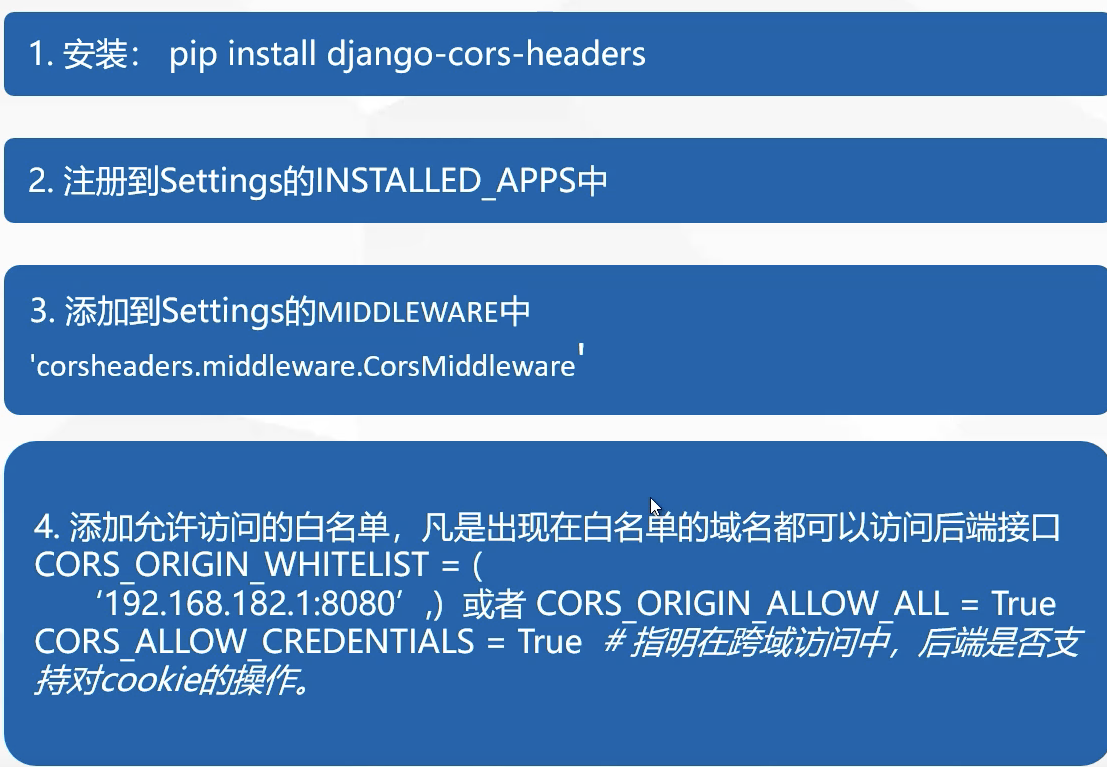 1. 安装： pip install django-cors-headers
2. 注册到Settings的INSTALLED_APPS中
3. 添加到Settings的MIDDLEWARE中
'corsheaders.middleware.CorsMiddleware'
4. 添加允许访问的白名单，凡是出现在白名单的域名都可以访问后端接口
CORS_ORIGIN_WHITELIST = (
‘192.168.182.1:8080’ ,）或者 CORS_ORIGIN_ALLOW_ALL = True
CORS_ALLOW_CREDENTIALS = True # 指明在跨域访问中，后端是否支
持对cookie的操作。